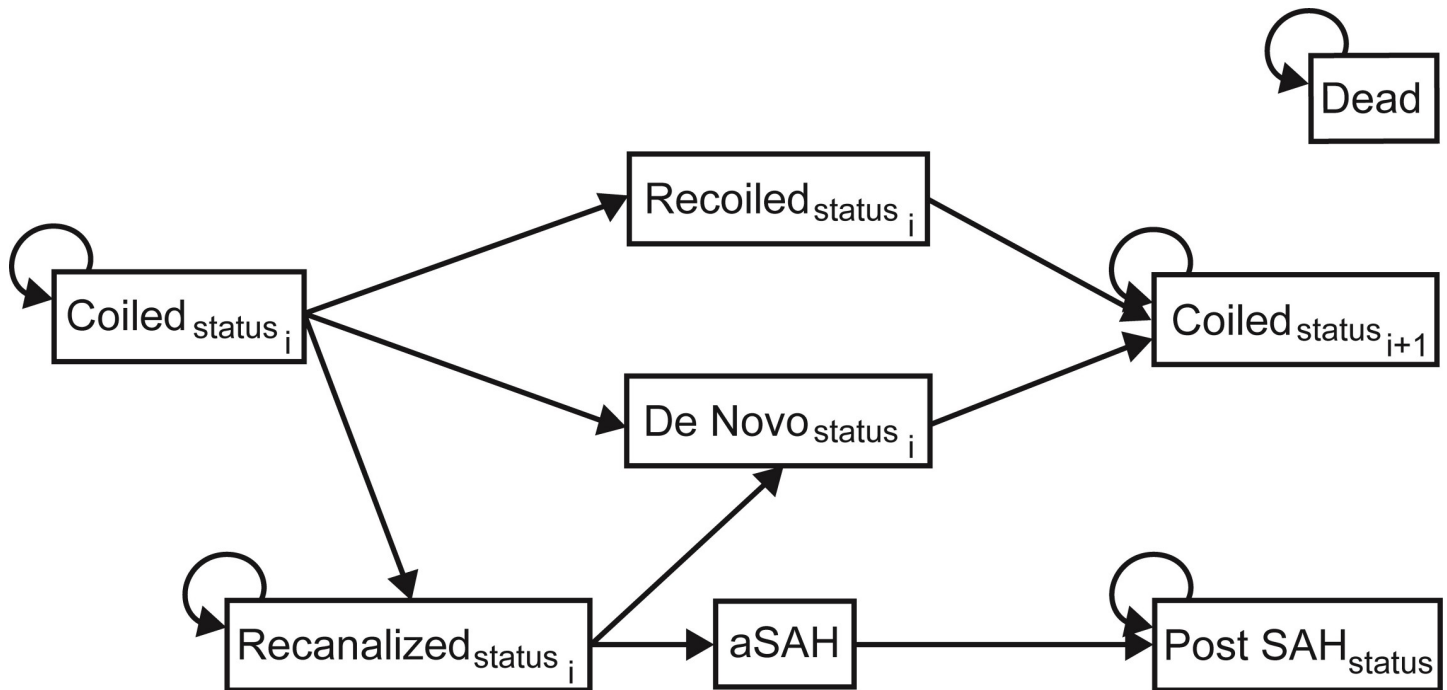 Dead
Recoiled status i
Coiled status i
Coiled status i+1
De Novo status i
Recanalized status i
aSAH
Post SAH status